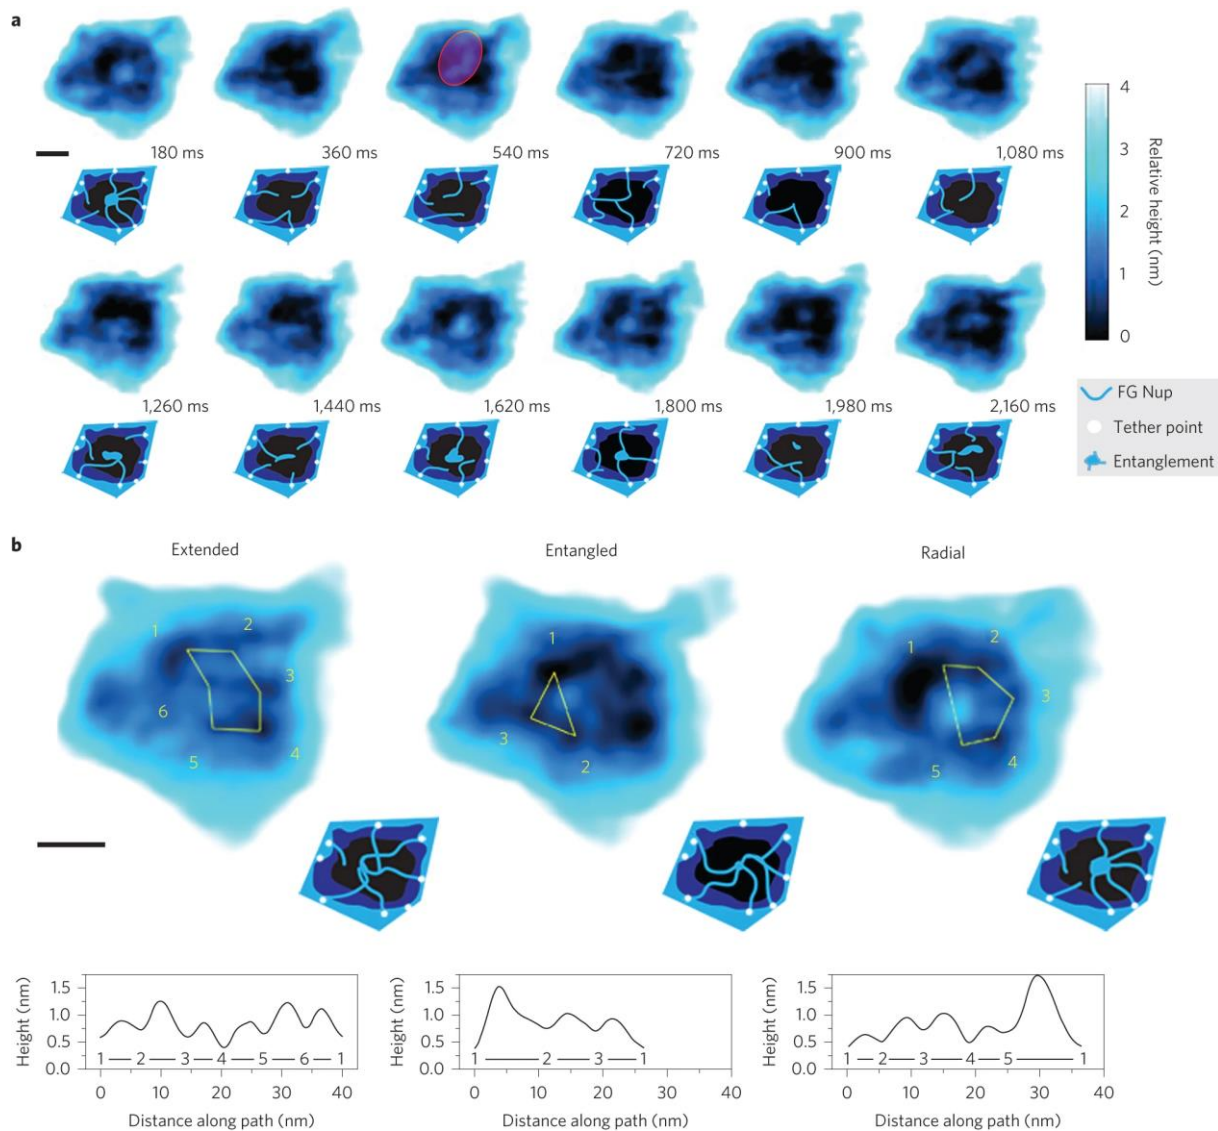 a
180 ms
360 ms
540 ms
720 ms
900 ms
1,080 ms
4
3
2
1
0
Relative height (nm)
1,260 ms
1,440 ms
1,620 ms
1,800 ms
1,980 ms
2,160 ms
FG Nup
Tether point
Entanglement
b
Extended
Entangled
Radial
1
2
3
4
5
6
1
2
3
1
2
3
4
5
Height (nm)
1.5
1.0
0.5
0.0
1 2 3 4 5 6 1
0 10 20 30 40
Distance along path (nm)
Height (nm)
1.5
1.0
0.5
0.0
1 2 3 1
0 10 20 30 40
Distance along path (nm)
Height (nm)
1.5
1.0
0.5
0.0
1 2 3 4 5 1
0 10 20 30 40
Distance along path (nm)